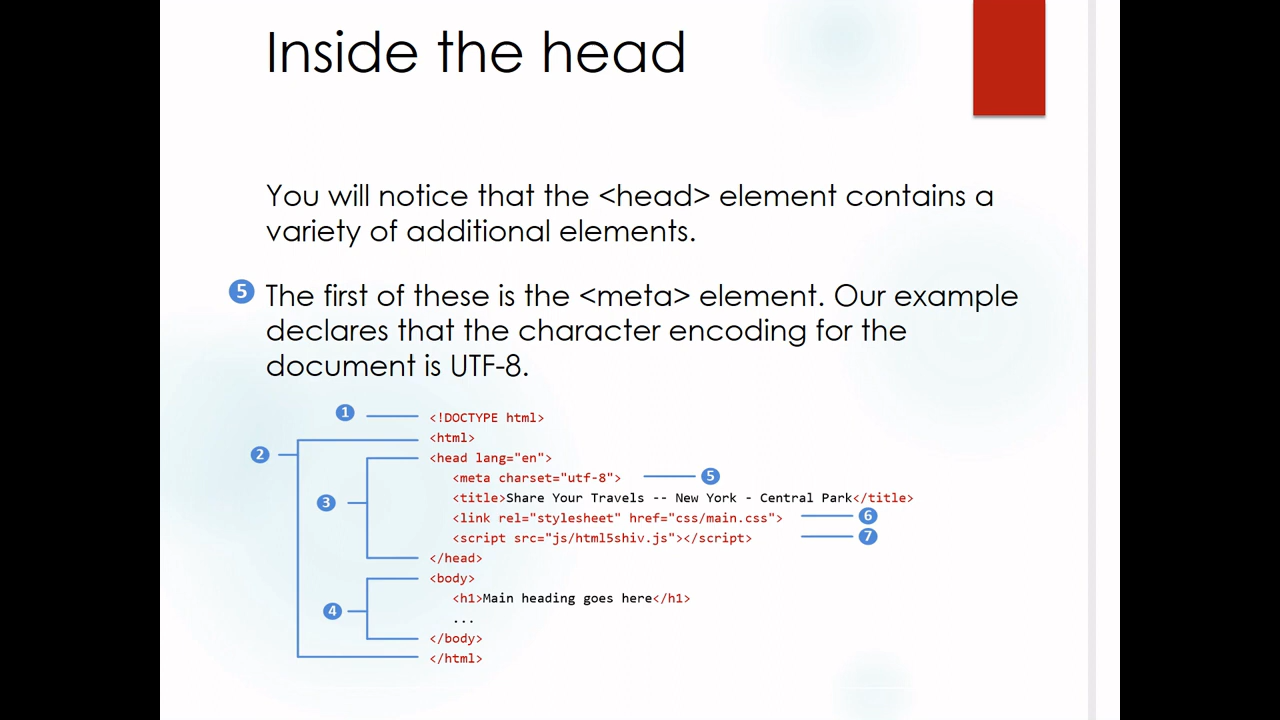 Inside the head
You will notice that the <head> element contains a
variety of additional elements.
5 The first of these is the <meta> element. Our example
declares that the character encoding for the
document is UTF-8.
1 <!DOCTYPE html>
2 <html>
<head lang="en">
<meta charset="utf-8"> 5
3 <title>Share Your Travels -- New York - Central Park</title>
<link rel="stylesheet" href="css/main.css"> 6
<script src="js/html5shiv.js"></script> 7
</head>
<body>
4 <h1>Main heading goes here</h1>
...
</body>
</html>